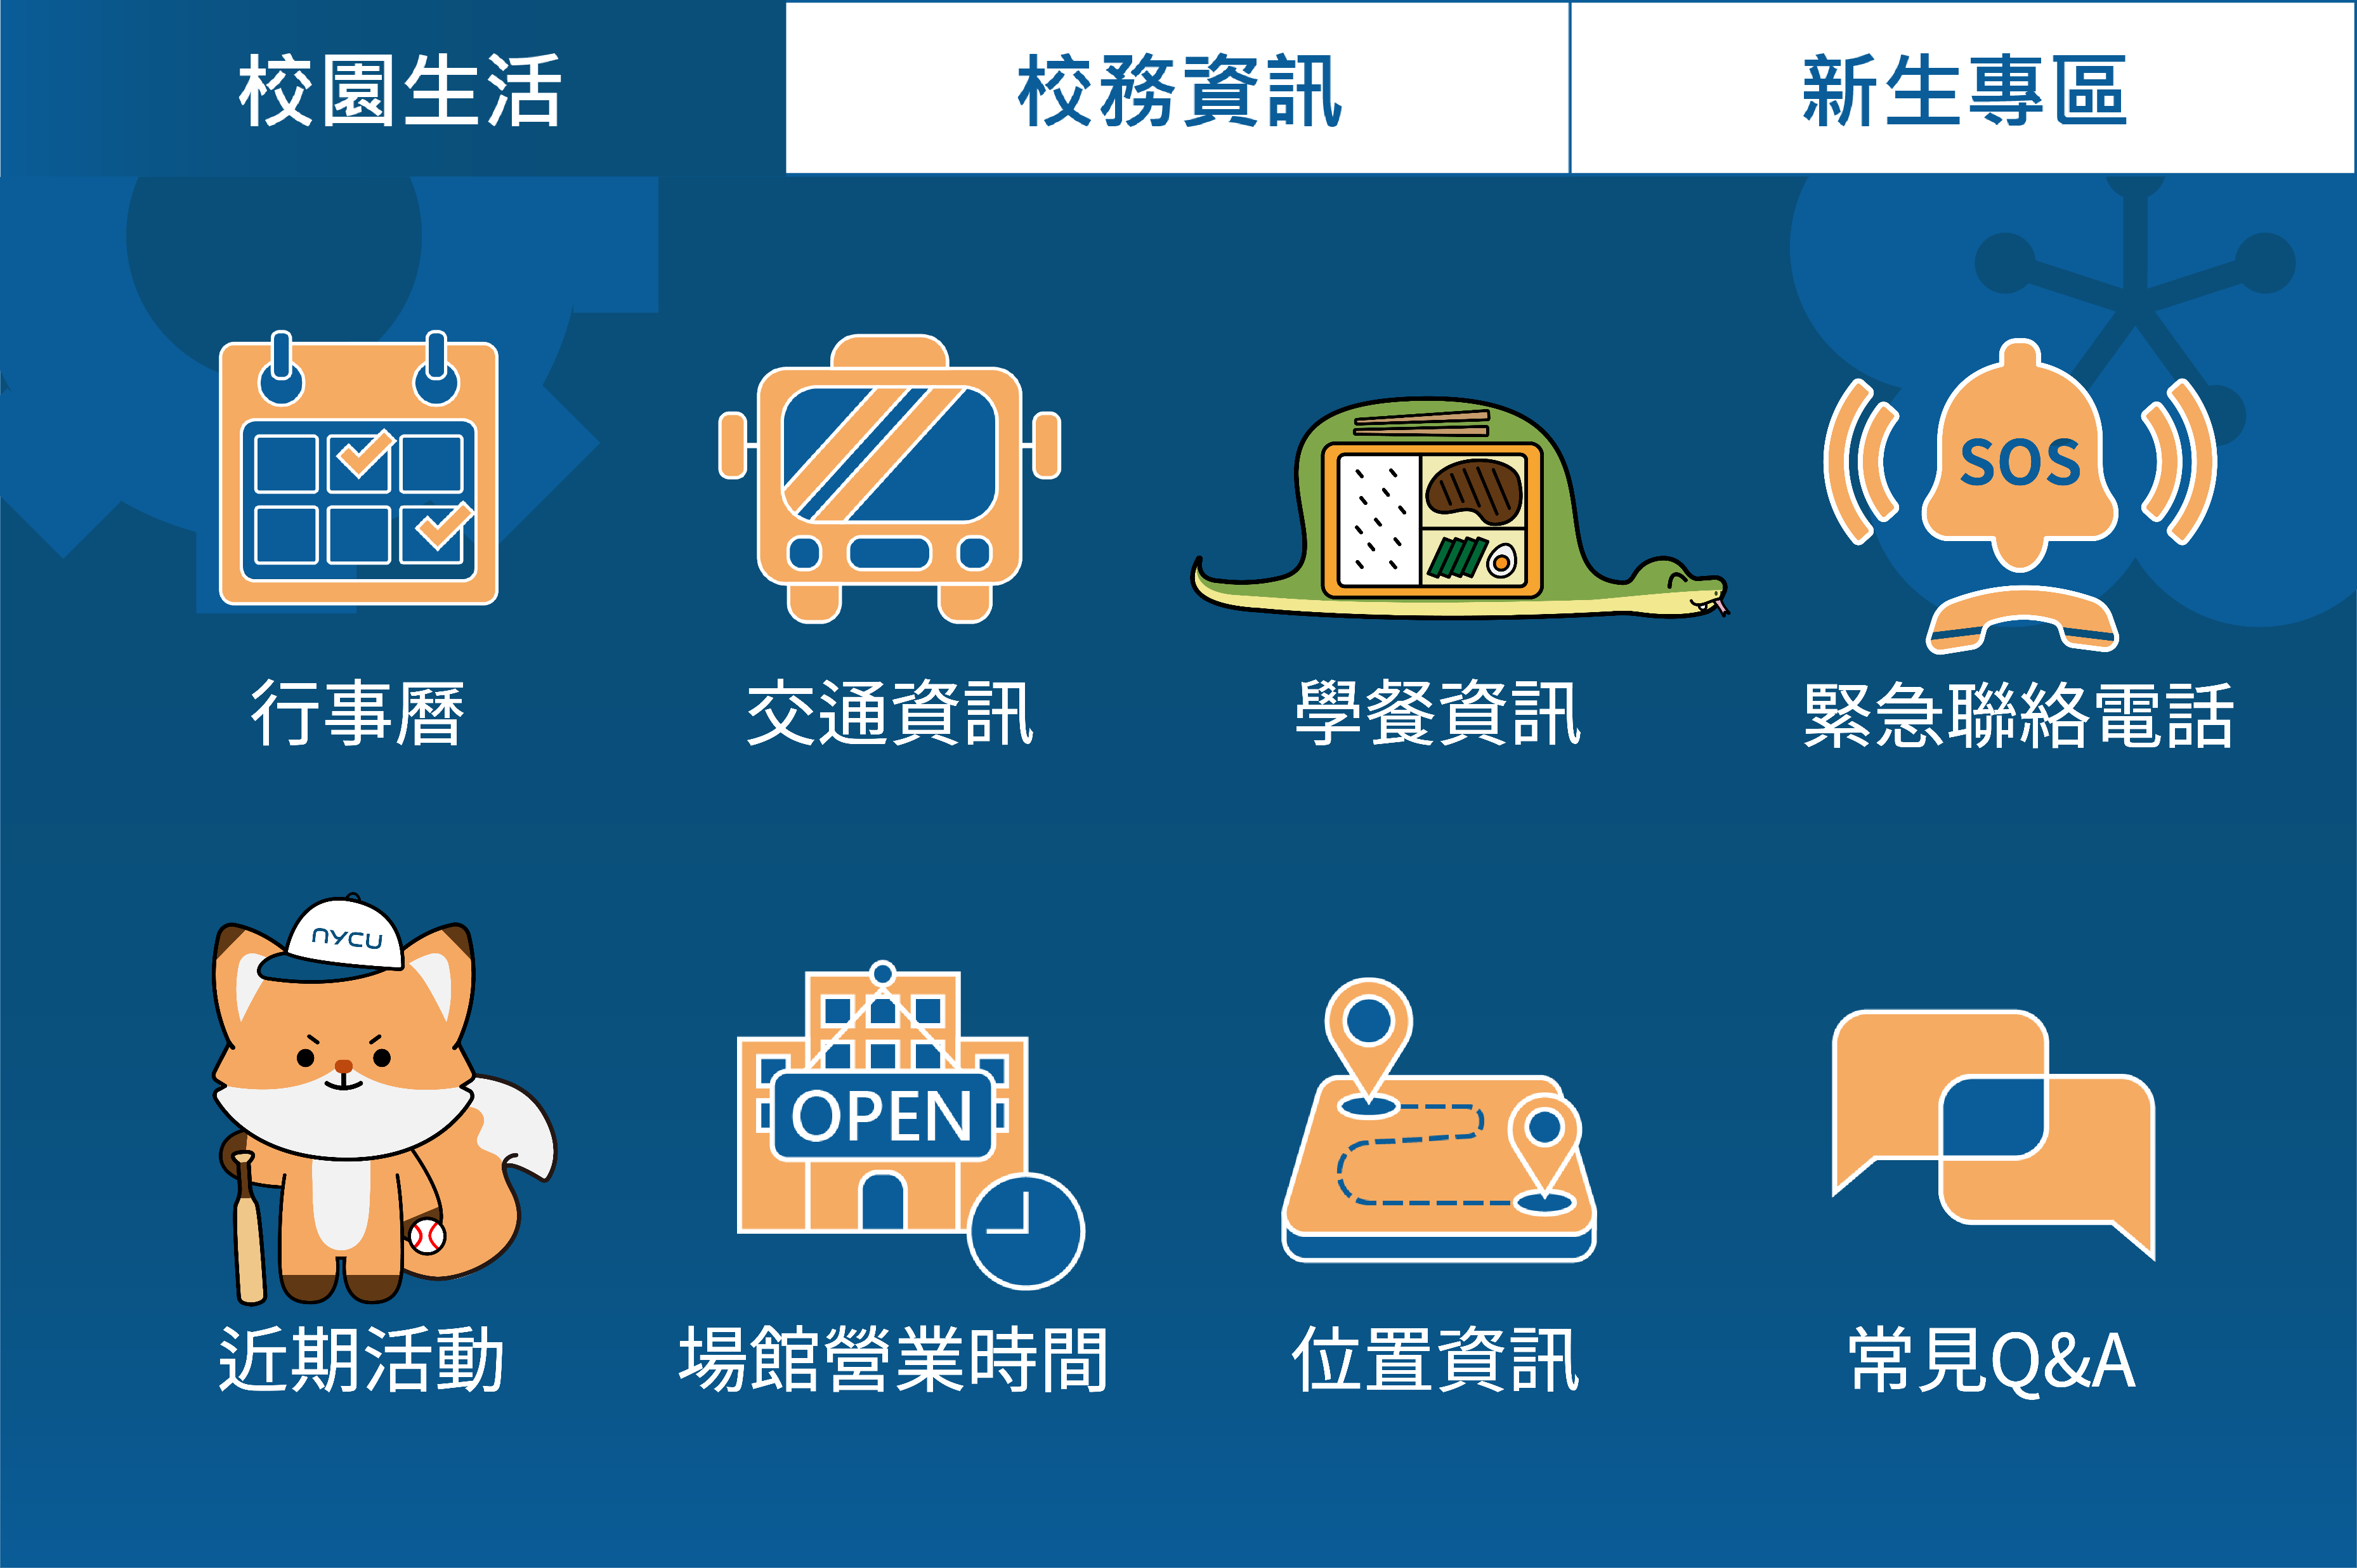 校園生活
校務資訊
新生專區
SOS
行事曆
交通資訊
學餐資訊
緊急聯絡電話
nycu
OPEN
近期活動
場館營業時間
位置資訊
常見Q&A